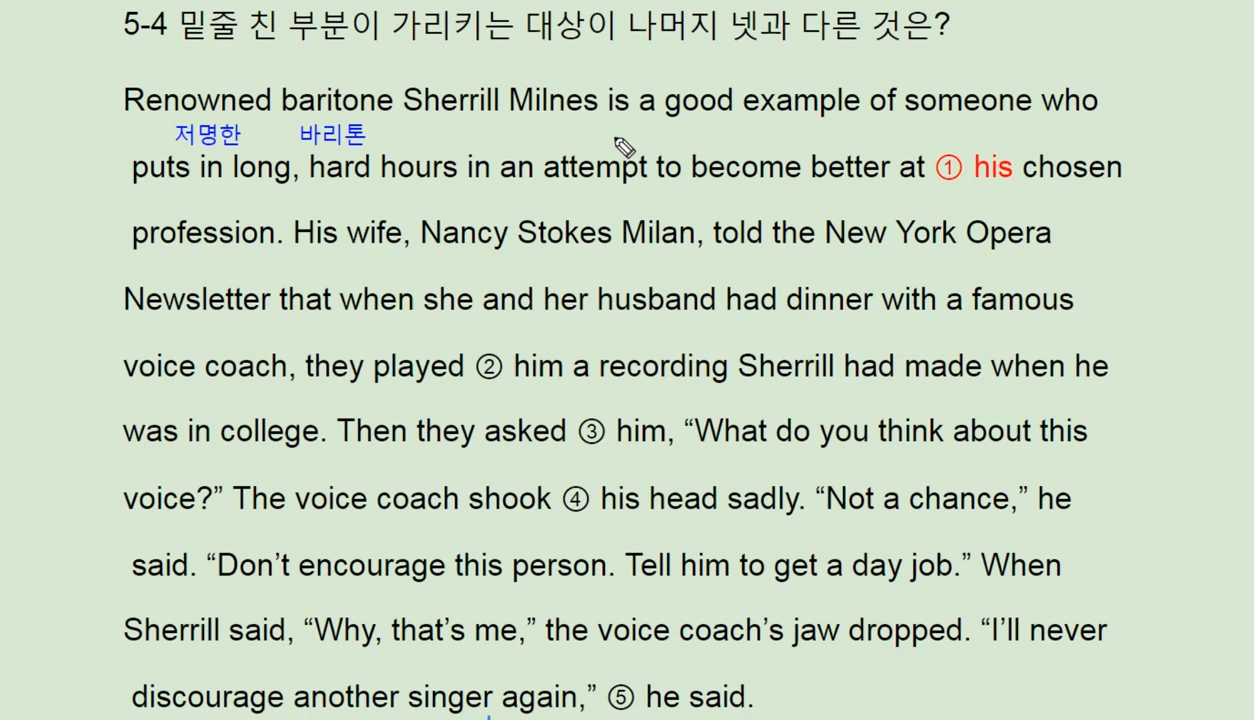 5-4 밑줄 친 부분이 가리키는 대상이 나머지 넷과 다른 것은?
Renowned baritone Sherrill Milnes is a good example of someone who
저명한 바리톤
puts in long, hard hours in an attempt to become better at ① his chosen
profession. His wife, Nancy Stokes Milan, told the New York Opera
Newsletter that when she and her husband had dinner with a famous
voice coach, they played ② him a recording Sherrill had made when he
was in college. Then they asked ③ him, “What do you think about this
voice?” The voice coach shook ④ his head sadly. “Not a chance,” he
said. “Don’t encourage this person. Tell him to get a day job.” When
Sherrill said, “Why, that’s me,” the voice coach’s jaw dropped. “I’ll never
discourage another singer again,” ⑤ he said.